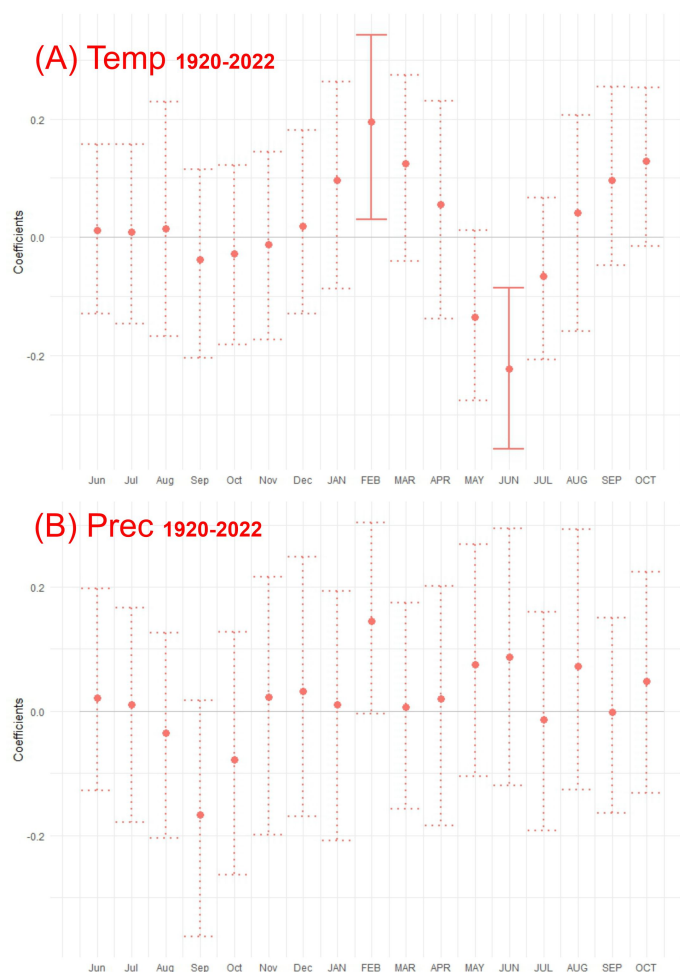 (A) Temp 1920-2022
0.2
0.0
-0.2
Coefficients
Jun Jul Aug Sep Oct Nov Dec JAN FEB MAR APR MAY JUN JUL AUG SEP OCT
(B) Prec 1920-2022
0.2
0.0
-0.2
Coefficients
Jun Jul Aug Sep Oct Nov Dec JAN FEB MAR APR MAY JUN JUL AUG SEP OCT